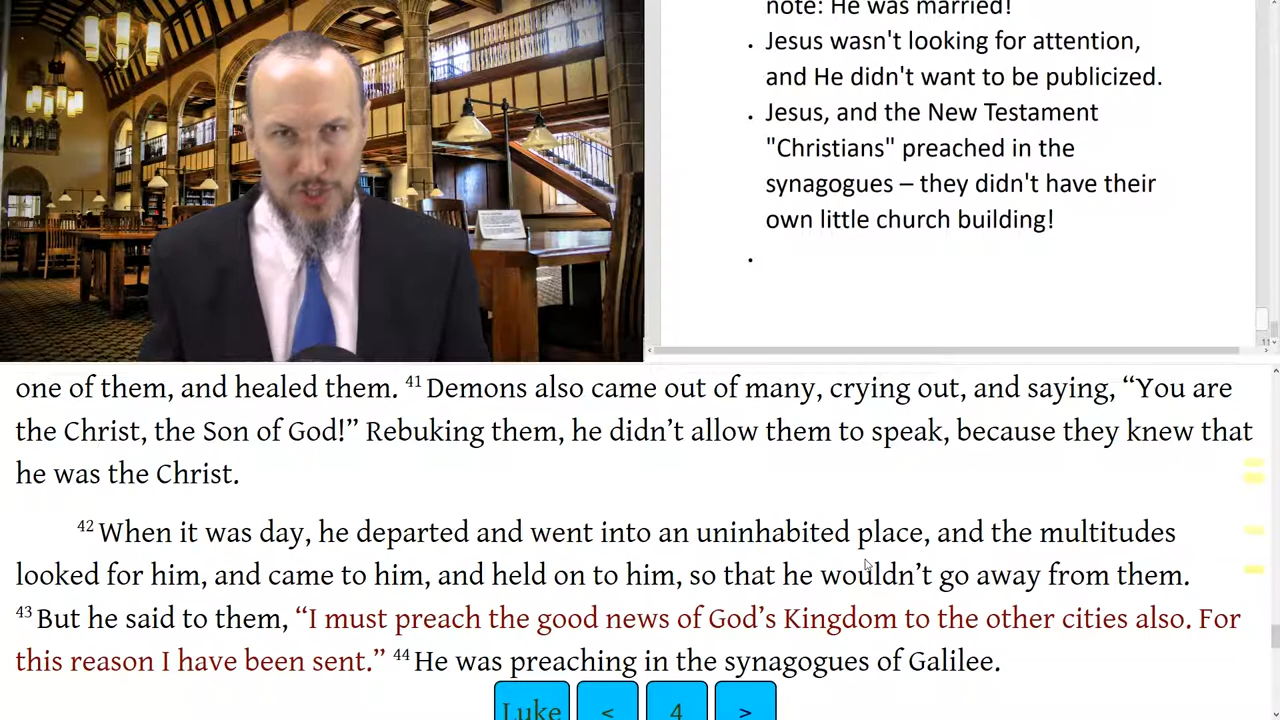 note: He was married!
• Jesus wasn't looking for attention,
and He didn't want to be publicized.
• Jesus, and the New Testament
"Christians" preached in the
synagogues – they didn't have their
own little church building!
•
one of them, and healed them. 41 Demons also came out of many, crying out, and saying, “You are
the Christ, the Son of God!” Rebuking them, he didn’t allow them to speak, because they knew that
he was the Christ.
42 When it was day, he departed and went into an uninhabited place, and the multitudes
looked for him, and came to him, and held on to him, so that he wouldn’t go away from them.
43 But he said to them, “I must preach the good news of God’s Kingdom to the other cities also. For
this reason I have been sent.” 44 He was preaching in the synagogues of Galilee.
Luke < 4 >